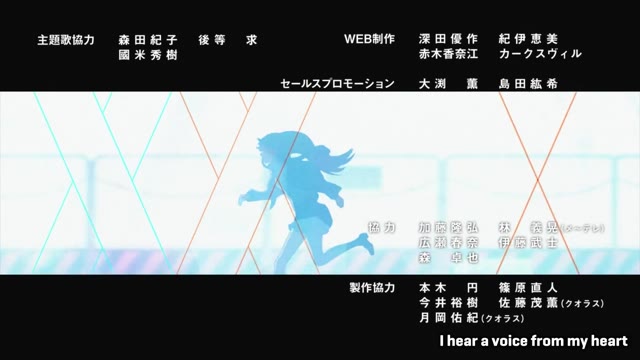 主題歌協力 森田紀子 後等 求
國米秀樹
WEB制作 深田優作 紀伊恵美
赤木香奈江 カークスヴィル
セールスプロモーション 大渕 薫 島田紘希
協力 加藤隆弘 林 義晃(メ〜テレ)
広瀬春奈 伊藤武士
森 卓也
製作協力 本木 円 篠原直人
今井裕樹 佐藤茂薫(クオラス)
月岡佑紀(クオラス)
I hear a voice from my heart